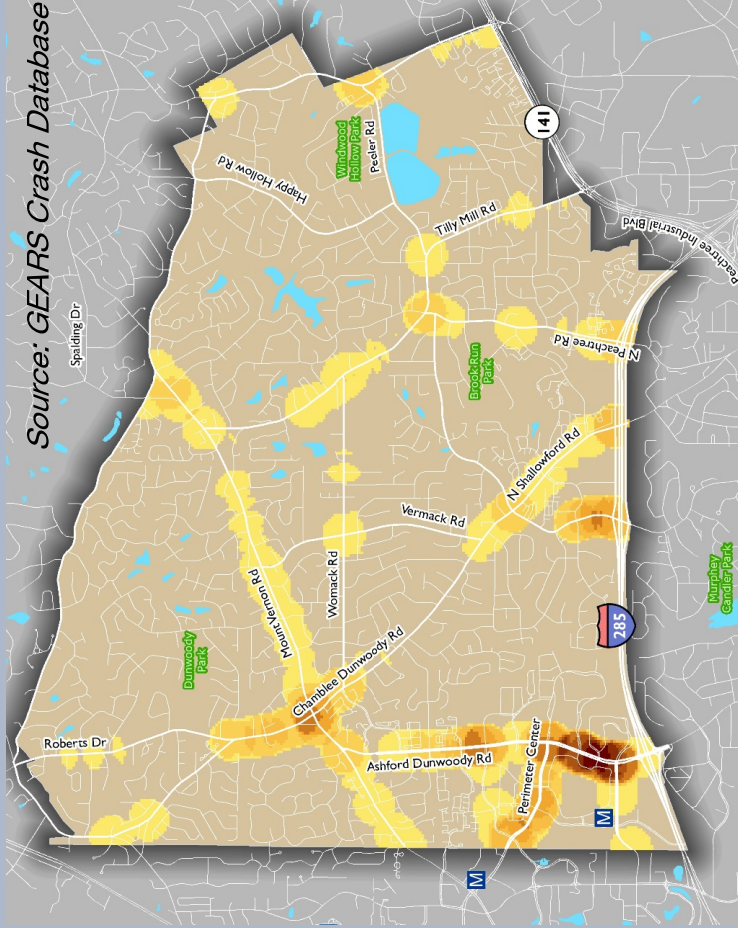 Source: GEARS Crash Database
Spalding Dr
Happy Hollow Rd
Windwood
Hollow Park
Peeler Rd
141
Tilly Mill Rd
Peachtree Industrial Blvd
N Peachtree Rd
Brook Run
Park
N Shallowford Rd
Vermack Rd
Womack Rd
Mount Vernon Rd
Dunwoody
Park
Chamblee Dunwoody Rd
Roberts Dr
Ashford Dunwoody Rd
Perimeter Center
285
Murphey
Candler Park
M
M